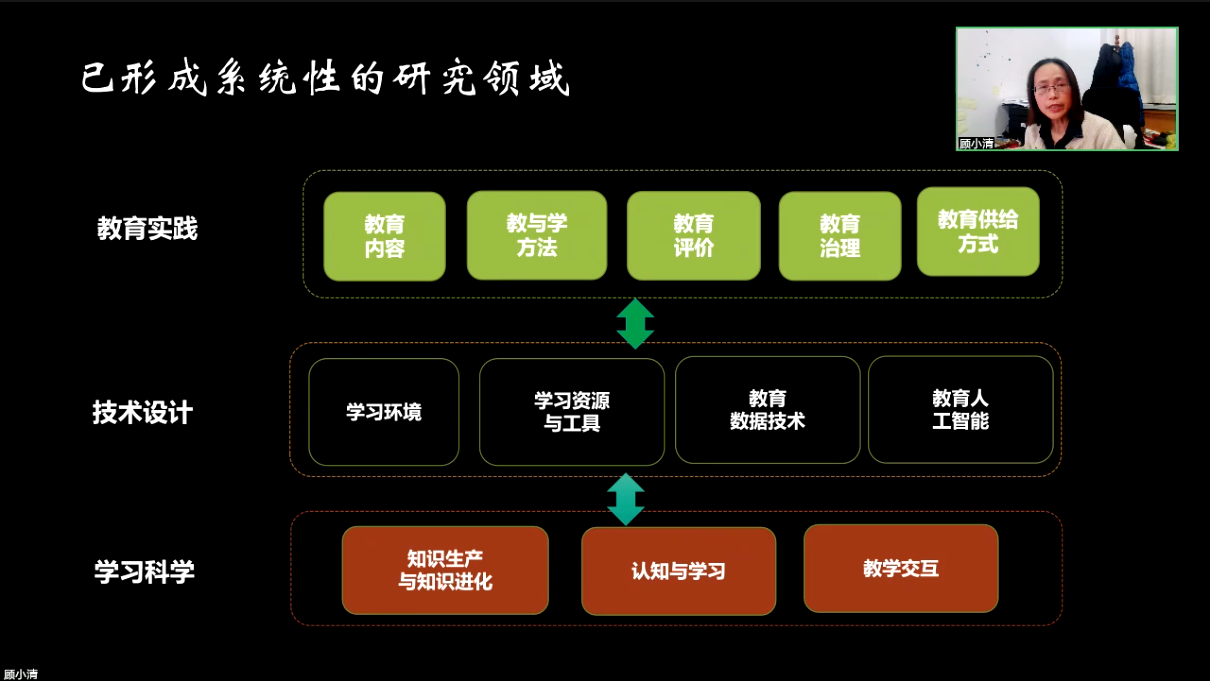 已形成系统性的研究领域
顾小清
教育实践
教育
内容
教与学
方法
教育
评价
教育
治理
教育供给
方式
技术设计
学习环境
学习资源
与工具
教育
数据技术
教育人
工智能
学习科学
知识生产
与知识进化
认知与学习
教学交互
顾小清